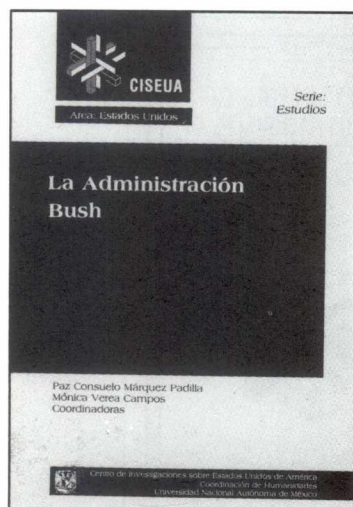 CISEUA
Area: Estados Unidos
Serie:
Estudios
La Administración
Bush
Paz Consuelo Márquez Padilla
Mónica Verea Campos
Coordinadoras
Centro de Investigaciones sobre Estados Unidos de América
Coordinación de Humanidades
Universidad Nacional Autónoma de México